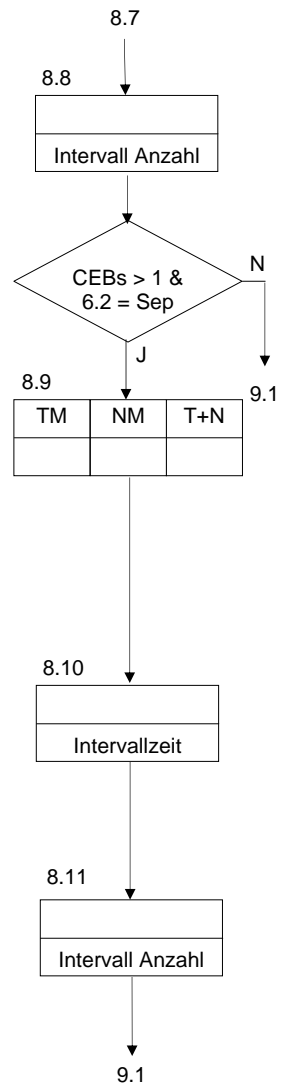 8.7
8.8
Intervall Anzahl
CEBs > 1 &
6.2 = Sep
N
J
9.1
8.9
TM NM T+N
8.10
Intervallzeit
8.11
Intervall Anzahl
9.1